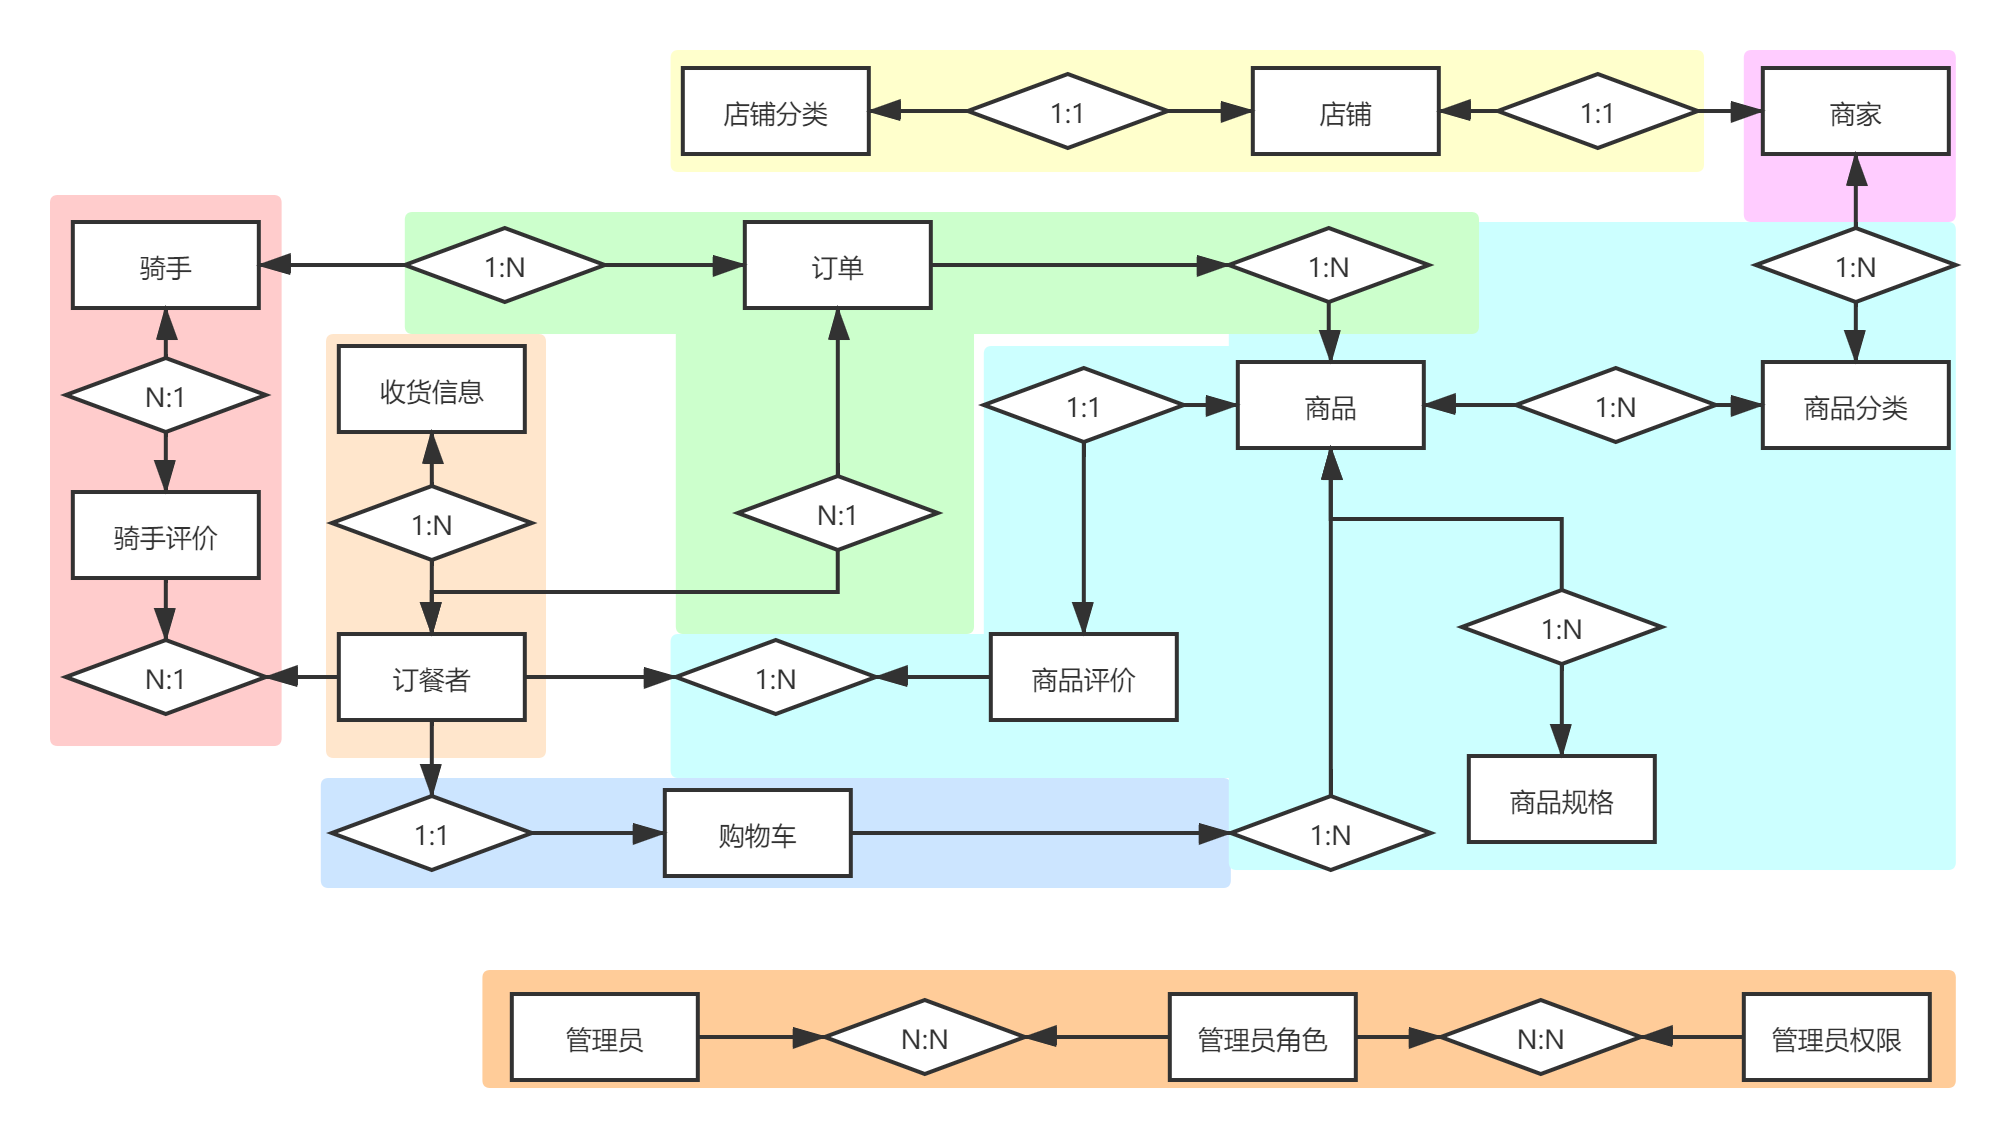 店铺分类
1:1
店铺
1:1
商家
骑手
1:N
订单
1:N
1:N
N:1
收货信息
1:1
商品
1:N
商品分类
骑手评价
1:N
N:1
1:N
N:1
订餐者
1:N
商品评价
1:1
购物车
1:N
商品规格
管理员
N:N
管理员角色
N:N
管理员权限